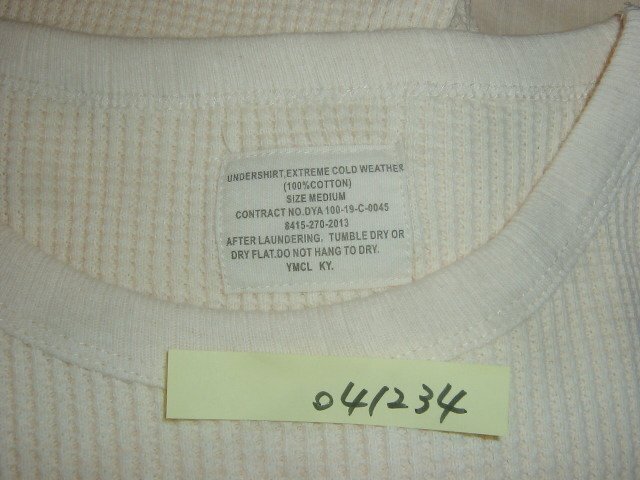 UNDERSHIRT,EXTREME COLD WEATHER
(100%COTTON)
SIZE MEDIUM
CONTRACT NO.DYA 100-19-C-0045
8415-270-2013
AFTER LAUNDERING. TUMBLE DRY OR
DRY FLAT.DO NOT HANG TO DRY.
YMCL KY.
041234